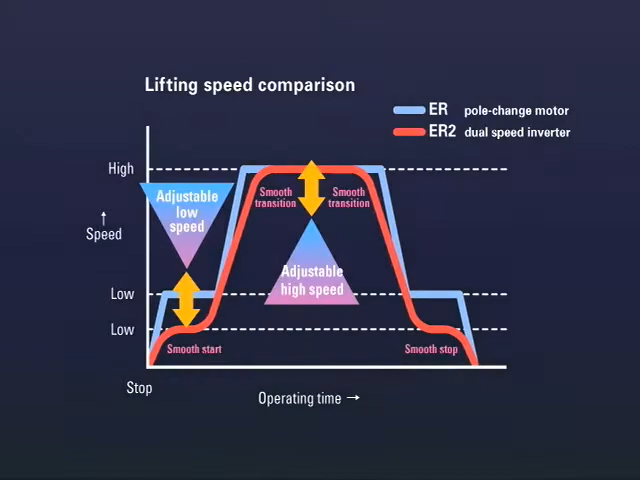 Lifting speed comparison
ER pole-change motor
ER2 dual speed inverter
High
Adjustable
low
speed
Smooth
transition
Smooth
transition
↑
Speed
Adjustable
high speed
Low
Low
Smooth start
Smooth stop
Stop
Operating time →